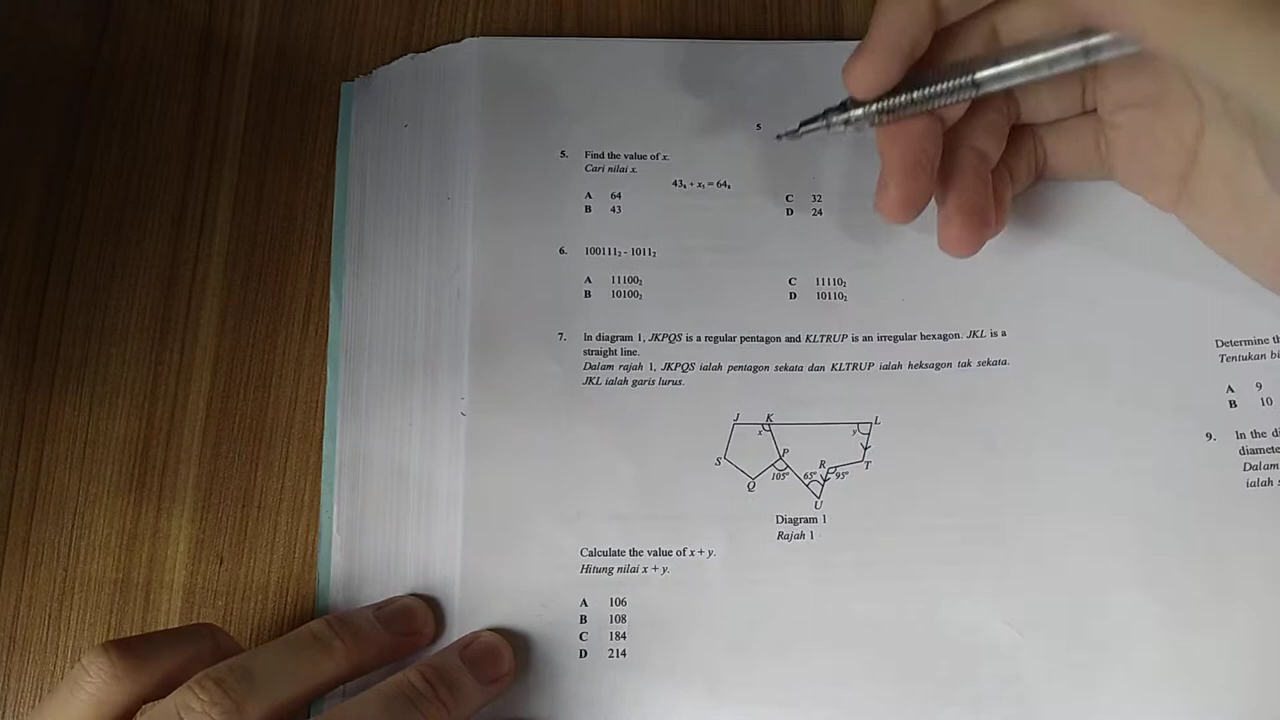 5
5. Find the value of x.
Cari nilai x.
A 64
B 43
C 32
D 24
6. 100111₂ - 1011₂
A 11100₂
B 10100₂
C 11110₂
D 10110₂
7. In diagram 1, JKPQS is a regular pentagon and KLTRUP is an irregular hexagon. JKL is a
straight line.
Dalam rajah 1, JKPQS ialah pentagon sekata dan KLTRUP ialah heksagon tak sekata.
JKL ialah garis lurus.
J K L
x y
S P R T
105° 65° 95°
Q
U
Diagram 1
Rajah 1
Calculate the value of x + y.
Hitung nilai x + y.
A 106
B 108
C 184
D 214
Determine th
Tentukan bi
A 9
B 10
9. In the di
diamete
Dalam
ialah